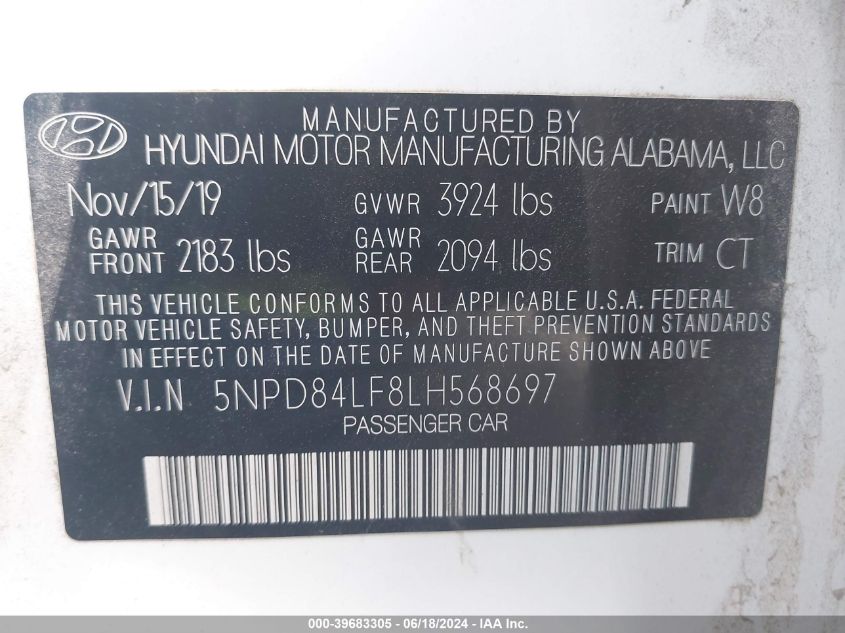 MANUFACTURED BY
HYUNDAI MOTOR MANUFACTURING ALABAMA, LLC
Nov/15/19 GVWR 3924 lbs PAINT W8
GAWR FRONT 2183 lbs GAWR REAR 2094 lbs TRIM CT
THIS VEHICLE CONFORMS TO ALL APPLICABLE U.S.A. FEDERAL
MOTOR VEHICLE SAFETY, BUMPER, AND THEFT PREVENTION STANDARDS
IN EFFECT ON THE DATE OF MANUFACTURE SHOWN ABOVE
V.I.N 5NPD84LF8LH568697
PASSENGER CAR
000-39683305 - 06/18/2024 - IAAI.com